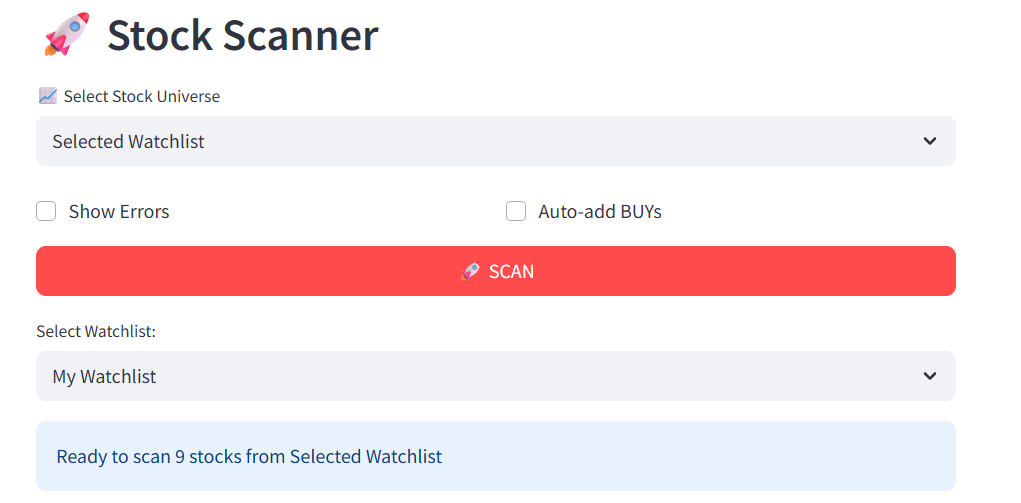 🚀 Stock Scanner
📈 Select Stock Universe
Selected Watchlist
Show Errors
Auto-add BUYs
🚀 SCAN
Select Watchlist:
My Watchlist
Ready to scan 9 stocks from Selected Watchlist